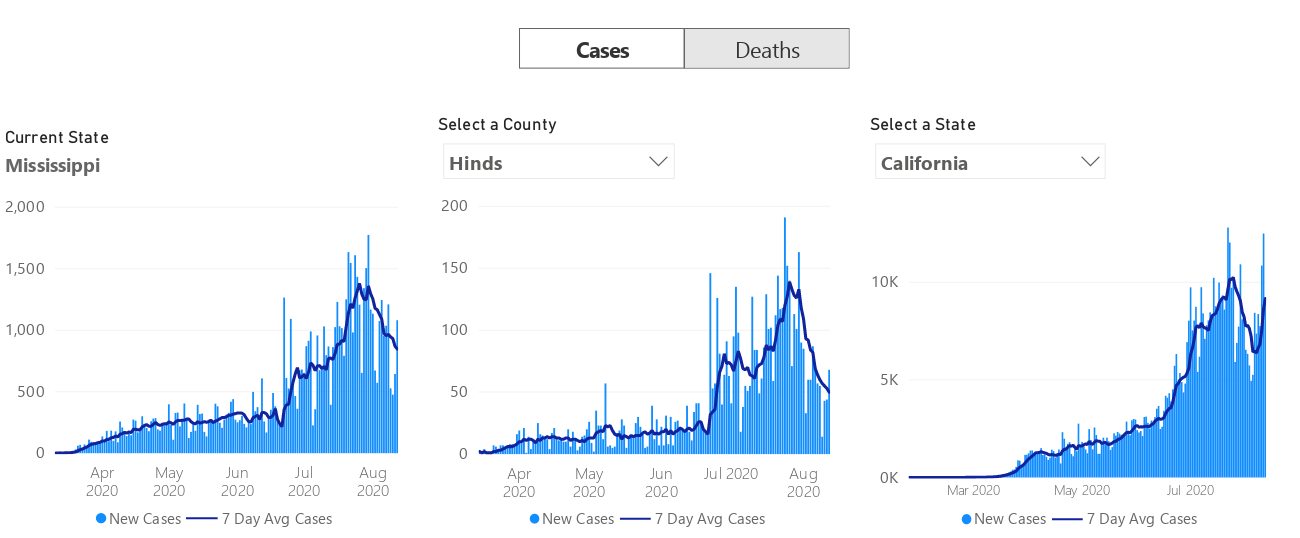 Cases Deaths
Current State
Mississippi
2,000
1,500
1,000
500
0
Apr 2020 May 2020 Jun 2020 Jul 2020 Aug 2020
New Cases 7 Day Avg Cases
Select a County
Hinds
200
150
100
50
0
Apr 2020 May 2020 Jun 2020 Jul 2020 Aug 2020
New Cases 7 Day Avg Cases
Select a State
California
10K
5K
0K
Mar 2020 May 2020 Jul 2020
New Cases 7 Day Avg Cases